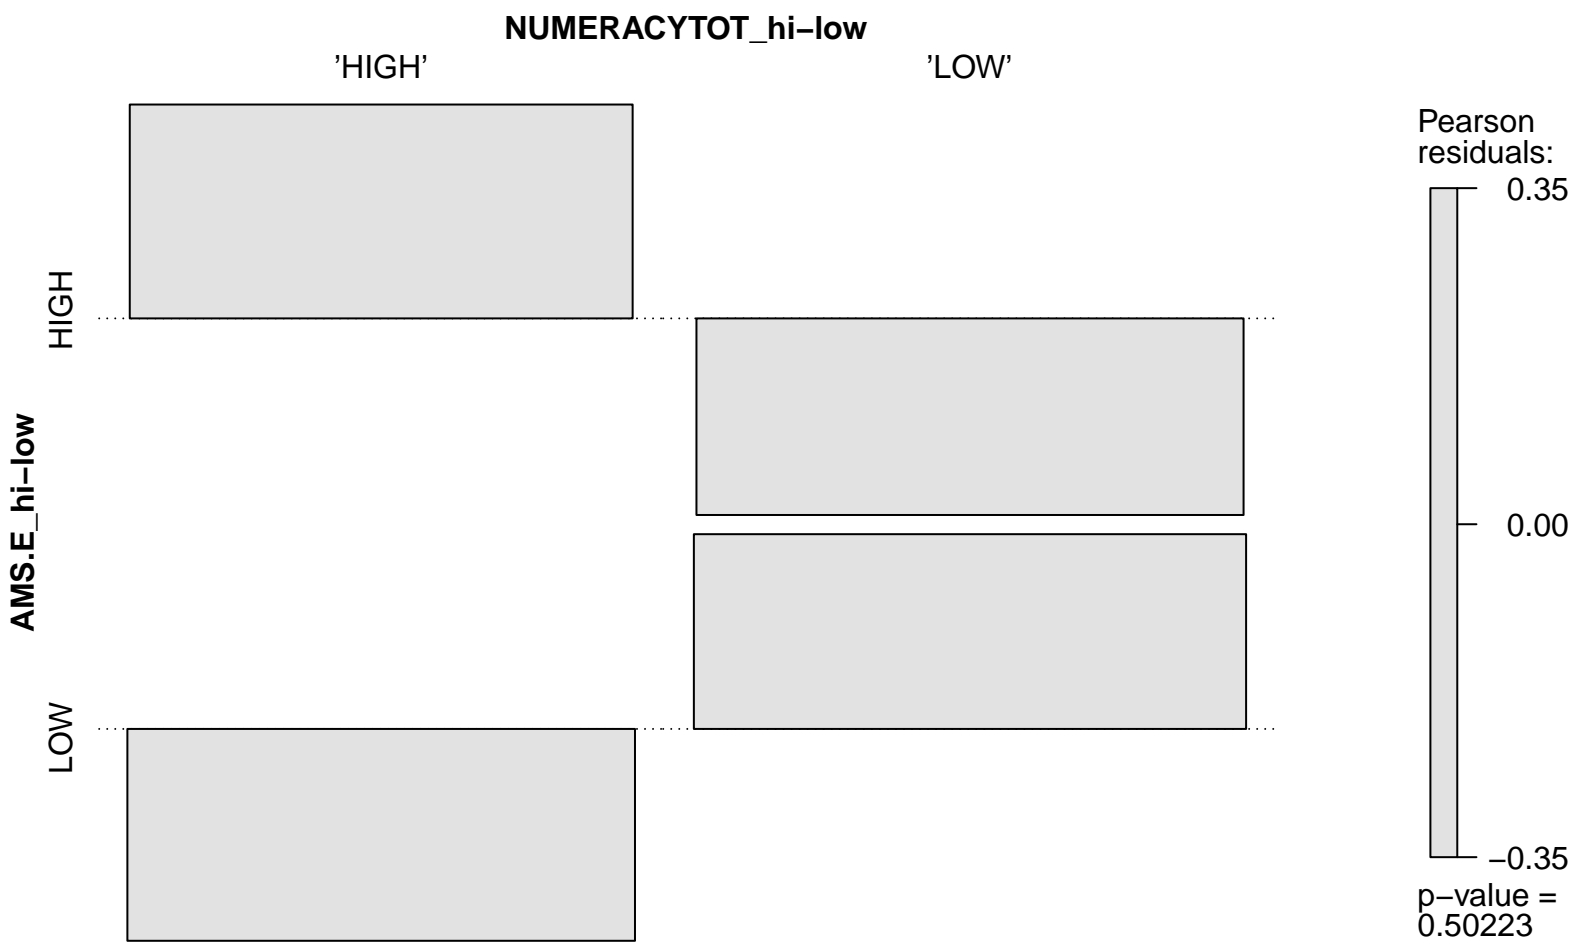 NUMERACYTOT_hi−low
’HIGH’
’LOW’
AMS.E_hi−low
HIGH
LOW
Pearson
residuals:
0.35
0.00
−0.35
p−value =
0.50223